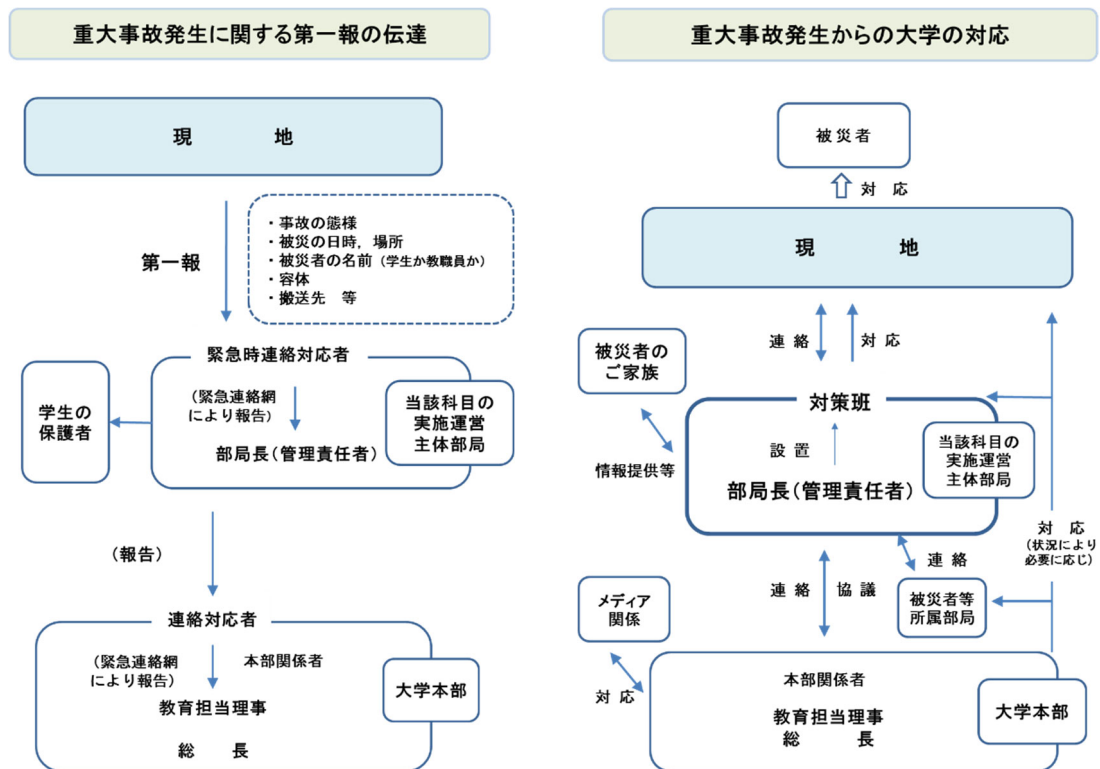 重大事故発生に関する第一報の伝達
現　　　地
第一報
・事故の態様
・被災の日時，場所
・被災者の名前（学生か教職員か）
・容体
・搬送先　等
緊急時連絡対応者
（緊急連絡網
により報告）
部局長（管理責任者）
当該科目の
実施運営
主体部局
学生の
保護者
（報告）
連絡対応者
（緊急連絡網
により報告）
本部関係者
教育担当理事
総　長
大学本部
重大事故発生からの大学の対応
被災者
対　応
現　　　地
連　絡
対　応
被災者の
ご家族
情報提供等
対策班
設　置
部局長（管理責任者）
当該科目の
実施運営
主体部局
対　応
（状況により
必要に応じ）
連　絡
被災者等
所属部局
連　絡
協　議
メディア
関係
対　応
本部関係者
教育担当理事
総　　　長
大学本部